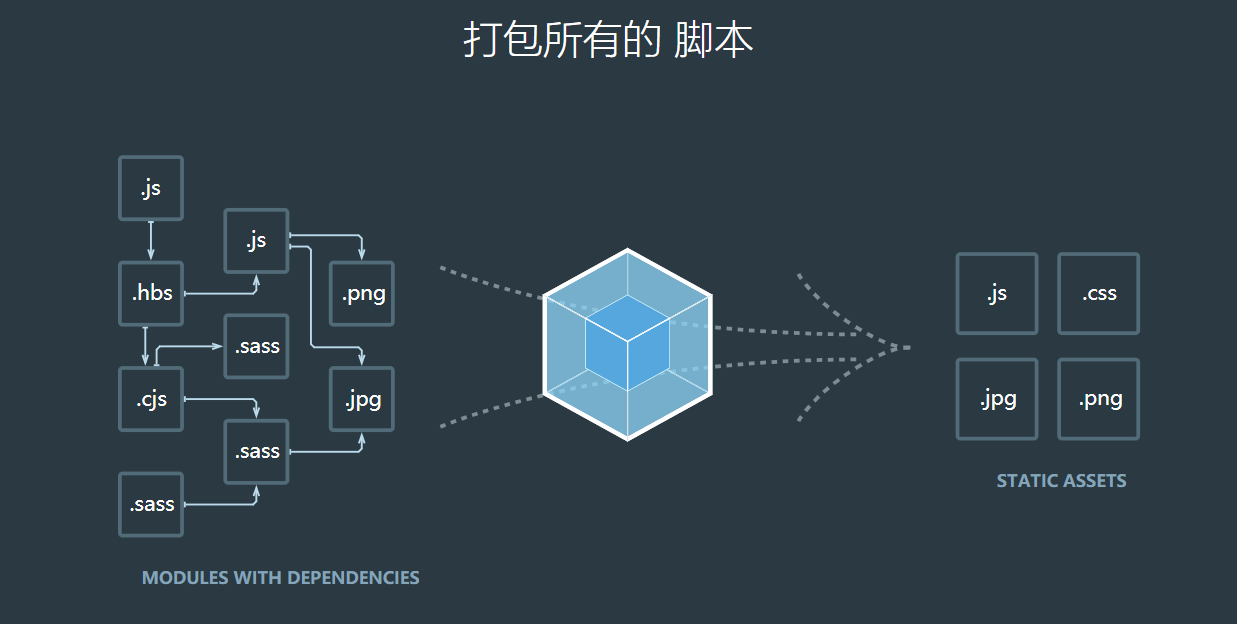 打包所有的 脚本
.js
.js
.hbs
.png
.sass
.cjs
.jpg
.sass
.sass
MODULES WITH DEPENDENCIES
.js
.css
.jpg
.png
STATIC ASSETS